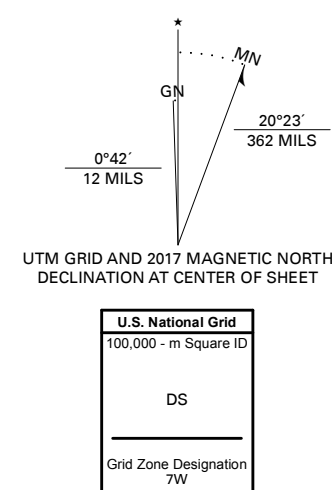 ★
MN
GN
20°23´
362 MILS
0°42´
12 MILS
UTM GRID AND 2017 MAGNETIC NORTH
DECLINATION AT CENTER OF SHEET
U.S. National Grid
100,000 - m Square ID
DS
Grid Zone Designation
7W